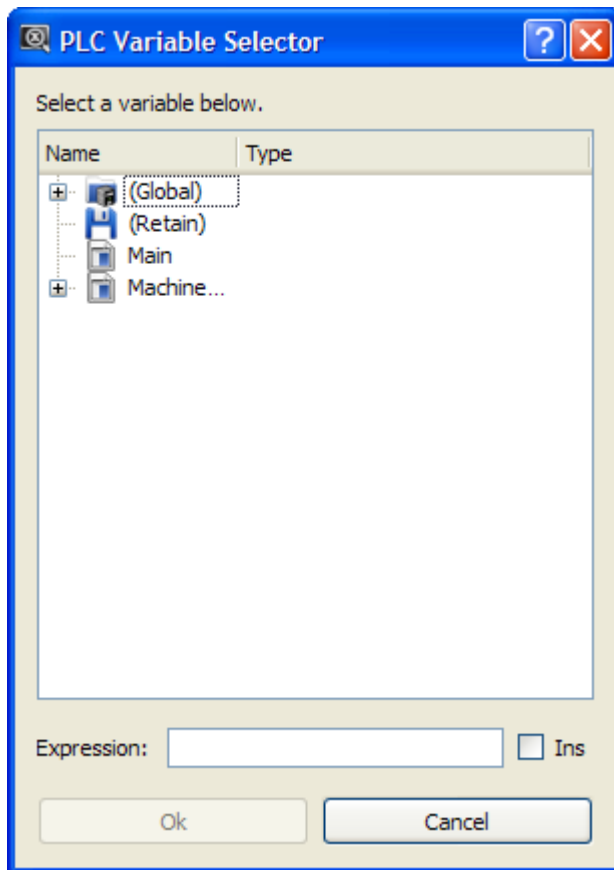 PLC Variable Selector
Select a variable below.
Name Type
(Global)
(Retain)
Main
Machine...
Expression: Ins
Ok Cancel